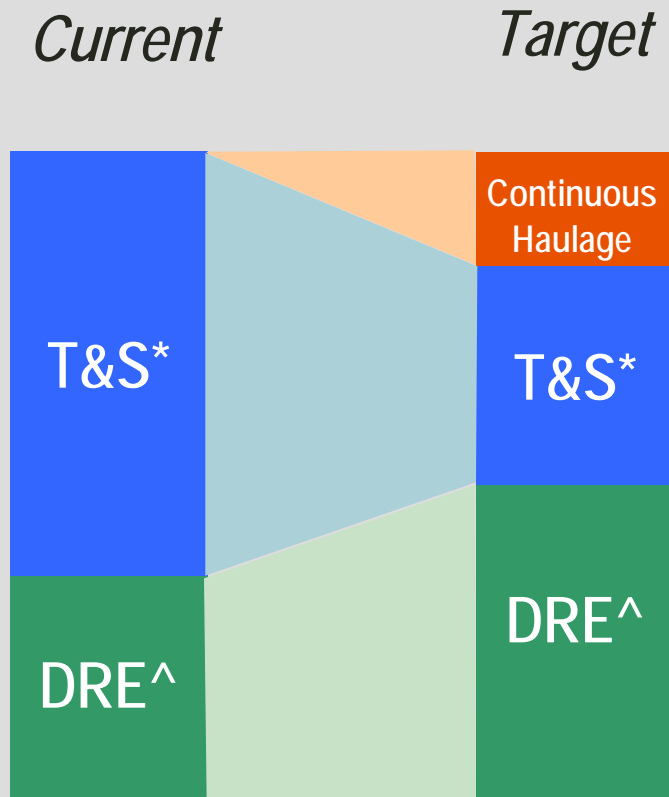 Current
Target
Continuous
Haulage
T&S*
T&S*
DRE^
DRE^